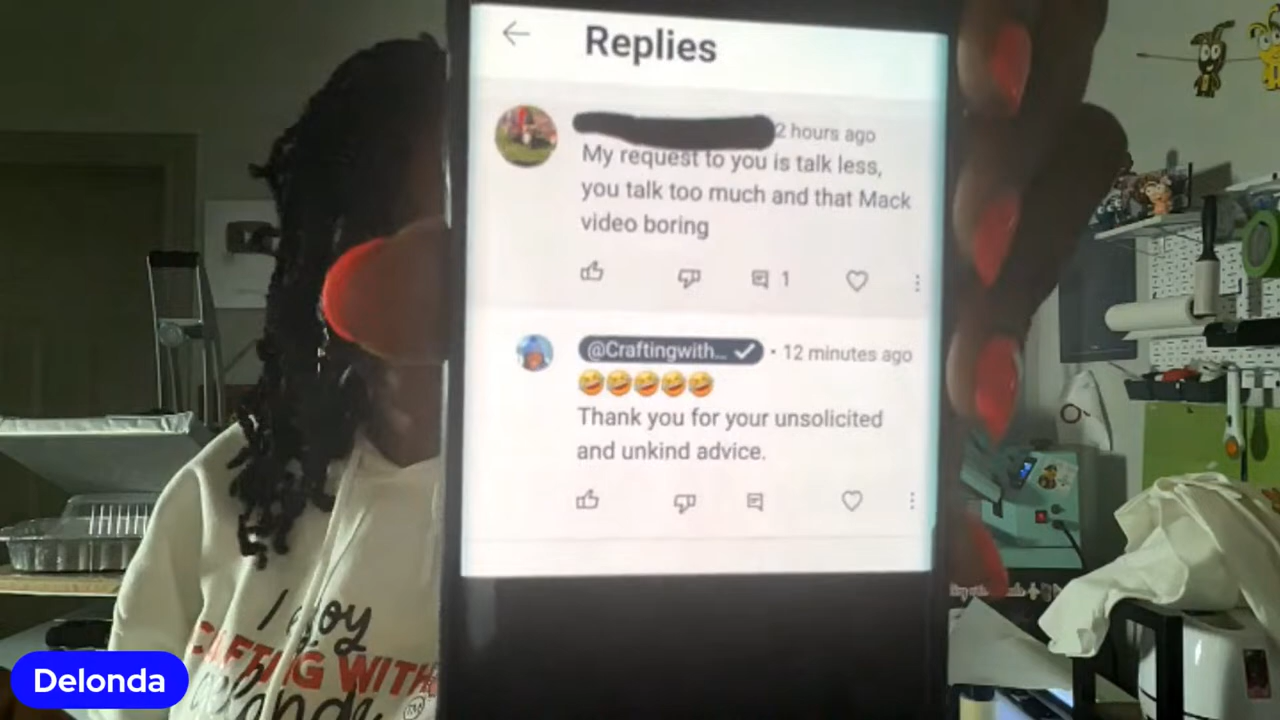 Replies
2 hours ago
My request to you is talk less,
you talk too much and that Mack
video boring
1
@Craftingwith... ✔ · 12 minutes ago
🤣🤣🤣🤣🤣
Thank you for your unsolicited
and unkind advice.
I
WITH
Delonda